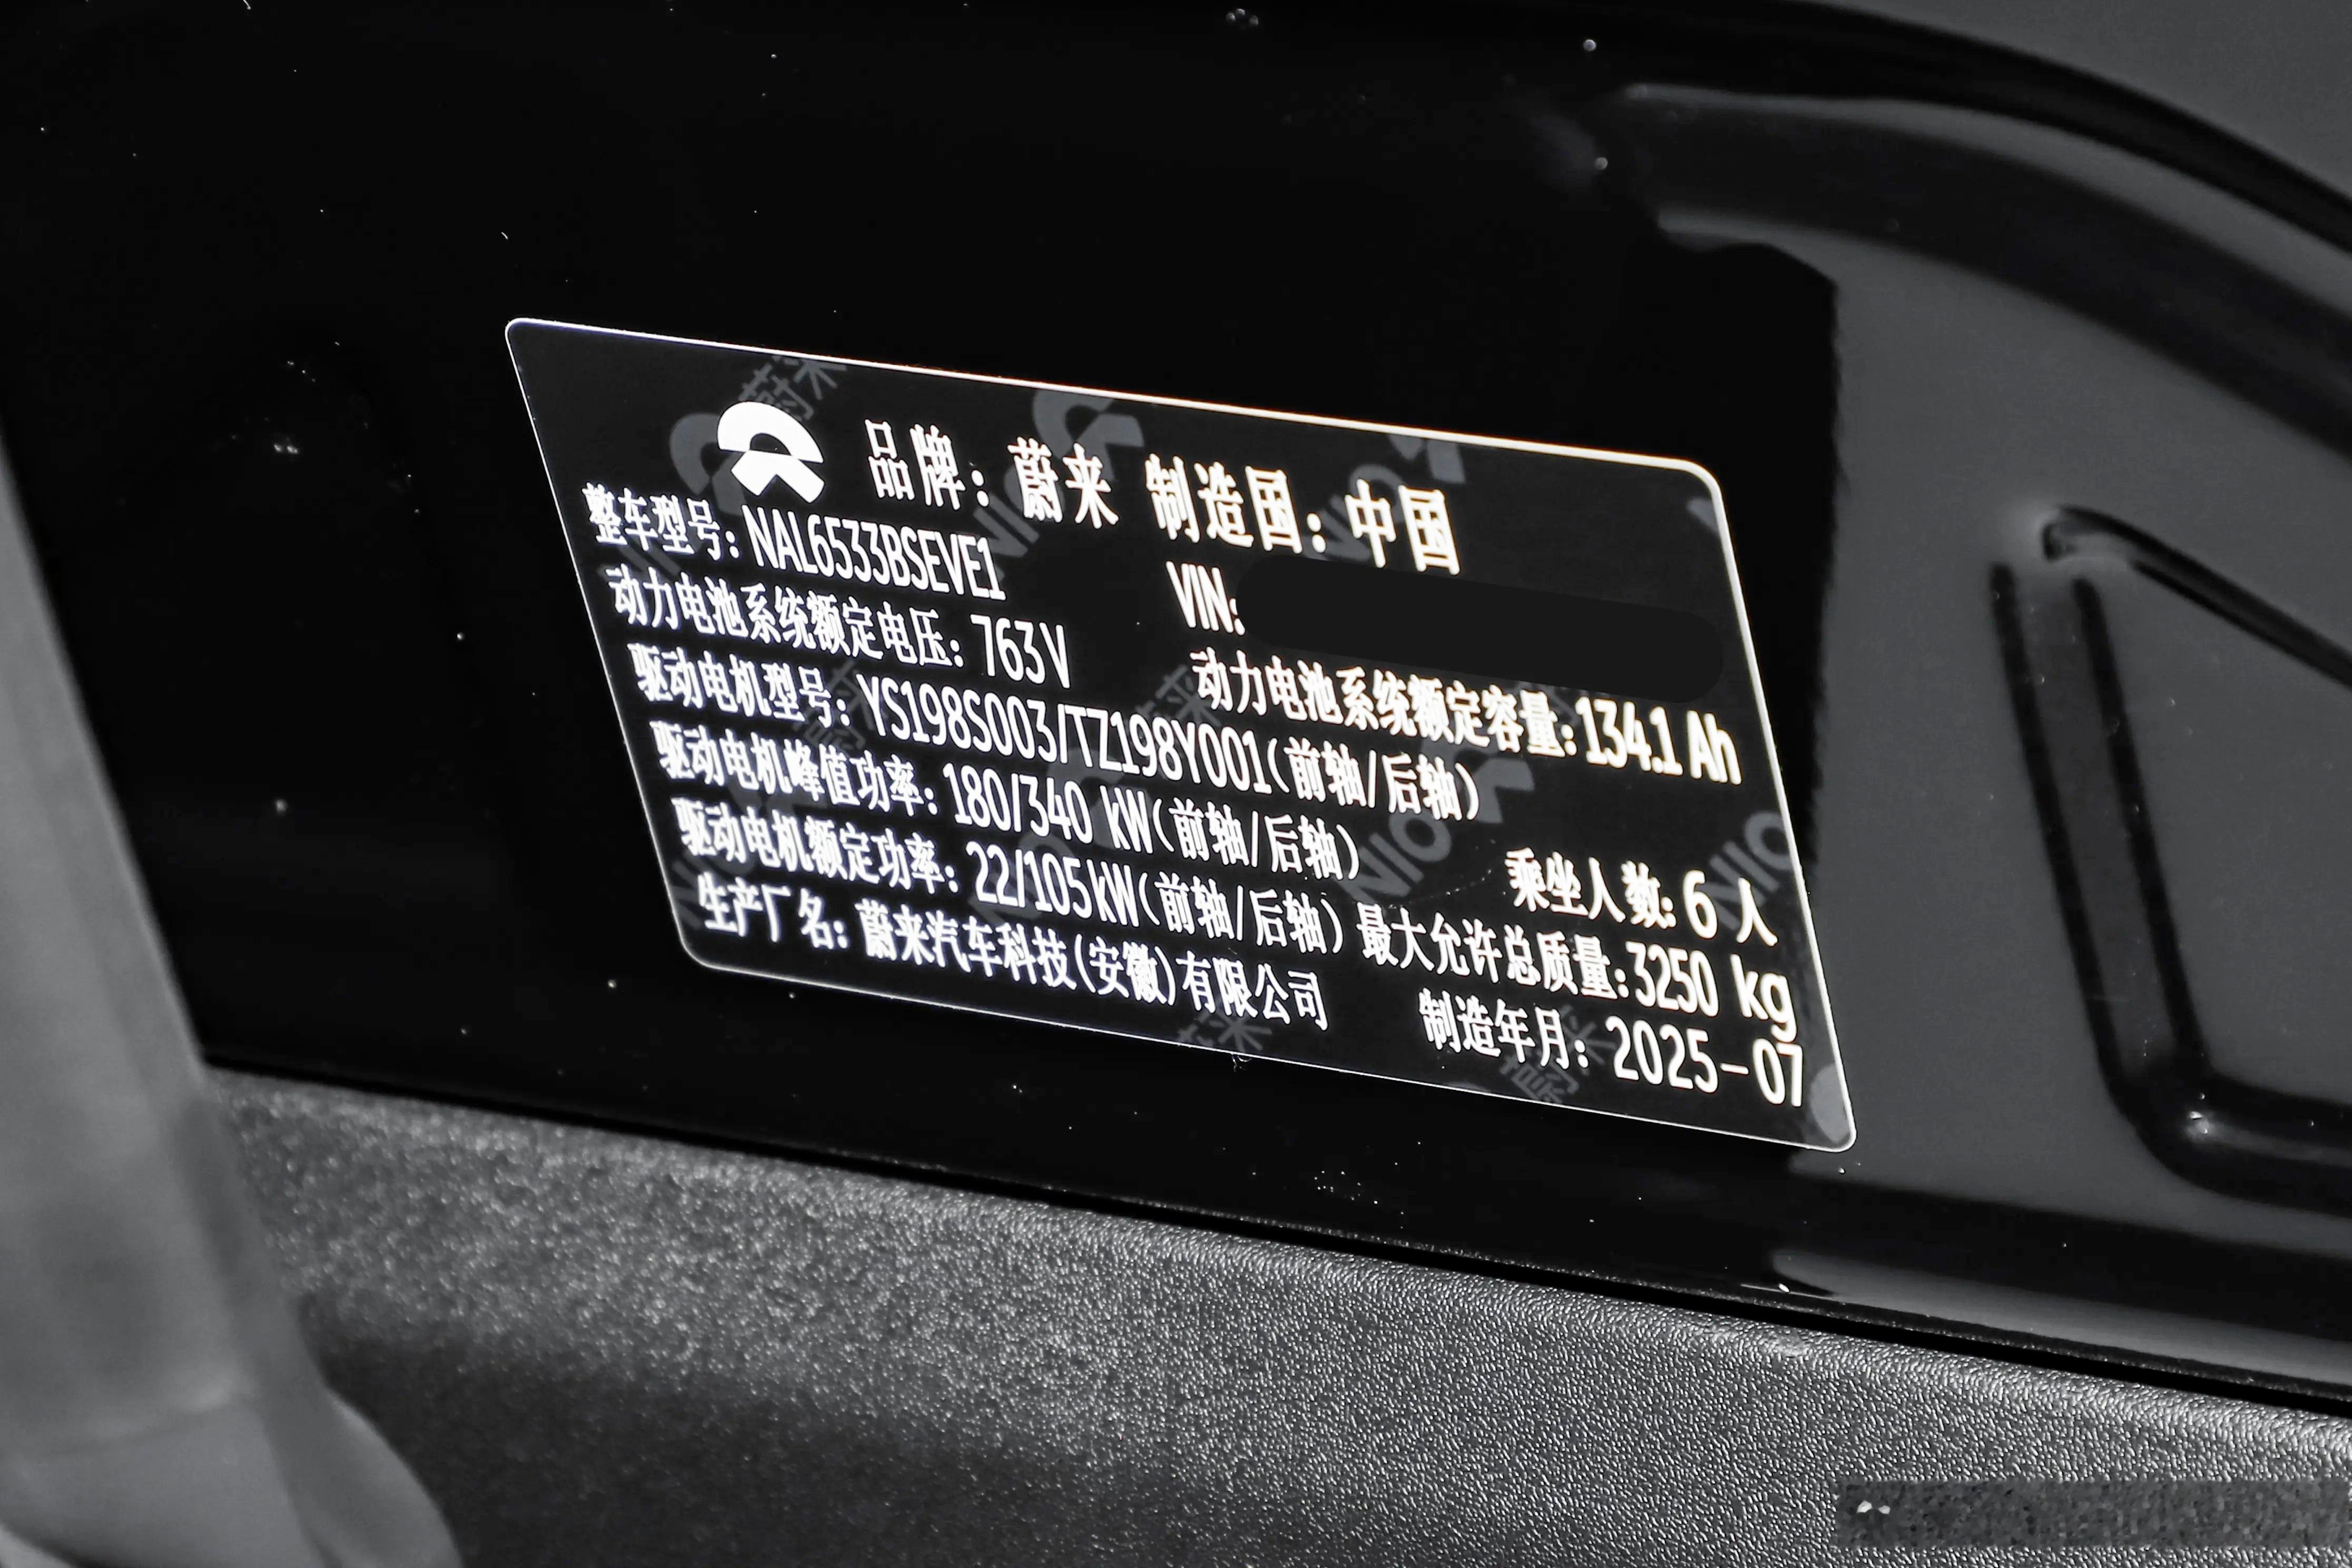 品牌：蔚来 制造国：中国
整车型号：NAL6533BSEVE1 VIN:
动力电池系统额定电压：763V 动力电池系统额定容量：134.1 Ah
驱动电机型号：YS198S003/TZ198Y001(前轴/后轴)
驱动电机峰值功率：180/340 kW(前轴/后轴) 乘坐人数：6 人
驱动电机额定功率：22/105kW(前轴/后轴) 最大允许总质量：3250 kg
生产厂名：蔚来汽车科技(安徽)有限公司 制造年月：2025-07